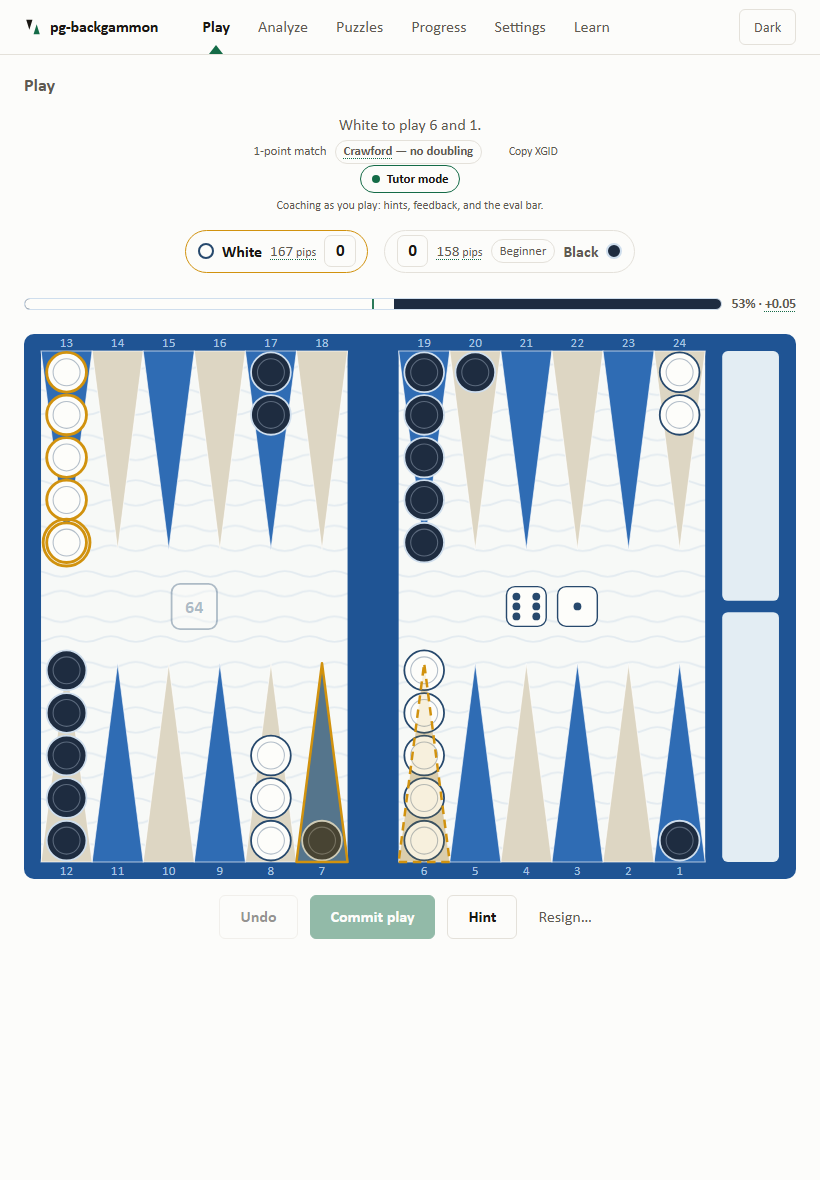 pg-backgammon Play Analyze Puzzles Progress Settings Learn Dark
Play
White to play 6 and 1.
1-point match Crawford — no doubling Copy XGID
Tutor mode
Coaching as you play: hints, feedback, and the eval bar.
White 167 pips 0 0 158 pips Beginner Black
53% · +0.05
13 14 15 16 17 18 19 20 21 22 23 24
64
12 11 10 9 8 7 6 5 4 3 2 1
Undo Commit play Hint Resign...